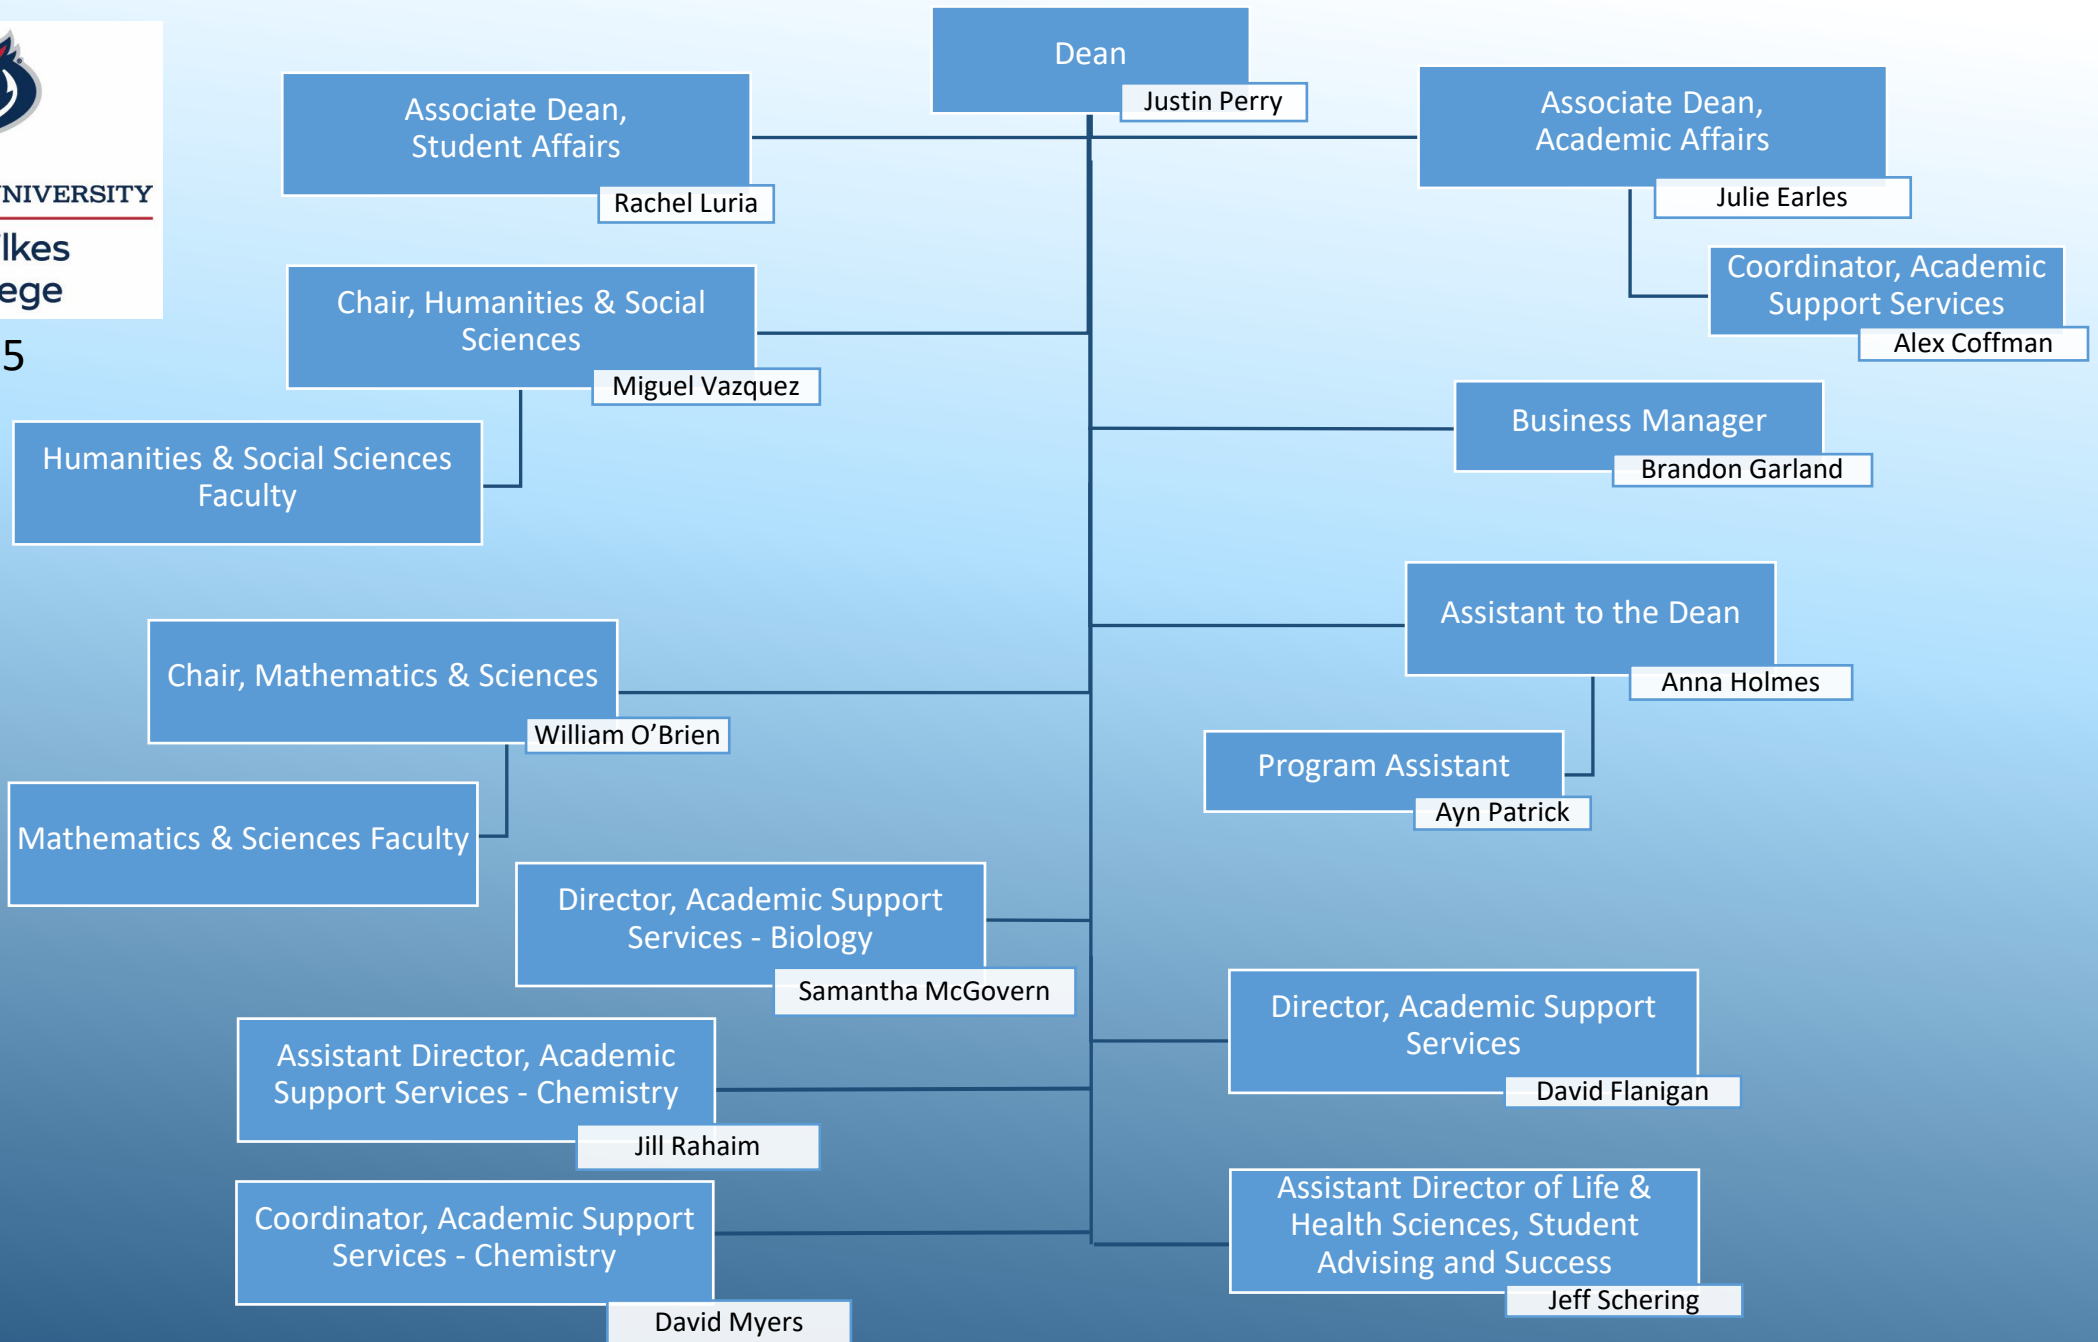 Dean
Justin Perry
Associate Dean,
Student Affairs
Rachel Luria
Associate Dean,
Academic Affairs
Julie Earles
Coordinator, Academic
Support Services
Alex Coffman
5
Chair, Humanities & Social
Sciences
Miguel Vazquez
Humanities & Social Sciences
Faculty
Business Manager
Brandon Garland
Assistant to the Dean
Anna Holmes
Program Assistant
Ayn Patrick
Chair, Mathematics & Sciences
William O’Brien
Mathematics & Sciences Faculty
Director, Academic Support
Services - Biology
Samantha McGovern
Director, Academic Support
Services
David Flanigan
Assistant Director, Academic
Support Services - Chemistry
Jill Rahaim
Coordinator, Academic Support
Services - Chemistry
David Myers
Assistant Director of Life &
Health Sciences, Student
Advising and Success
Jeff Schering